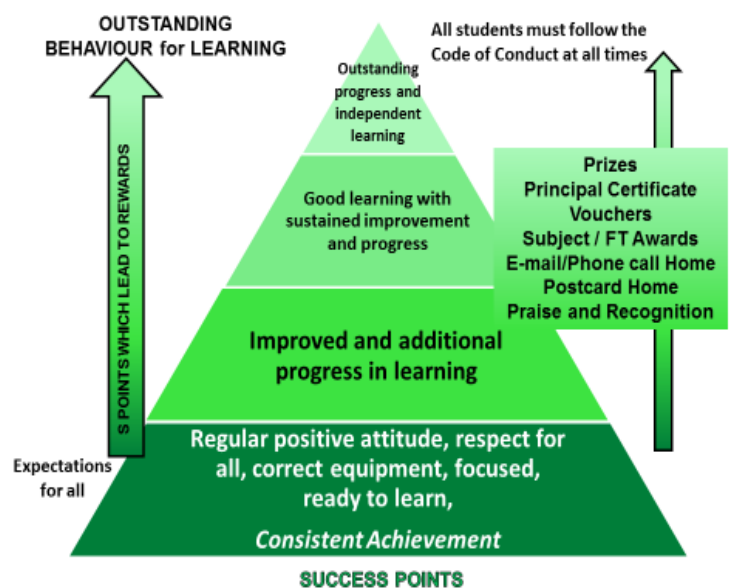 OUTSTANDING
BEHAVIOUR for LEARNING
All students must follow the
Code of Conduct at all times
Outstanding
progress and
independent
learning
S POINTS WHICH LEAD TO REWARDS
Good learning with
sustained improvement
and progress
Prizes
Principal Certificate
Vouchers
Subject / FT Awards
E-mail/Phone call Home
Postcard Home
Praise and Recognition
Improved and additional
progress in learning
Expectations
for all
Regular positive attitude, respect for
all, correct equipment, focused,
ready to learn,
Consistent Achievement
SUCCESS POINTS